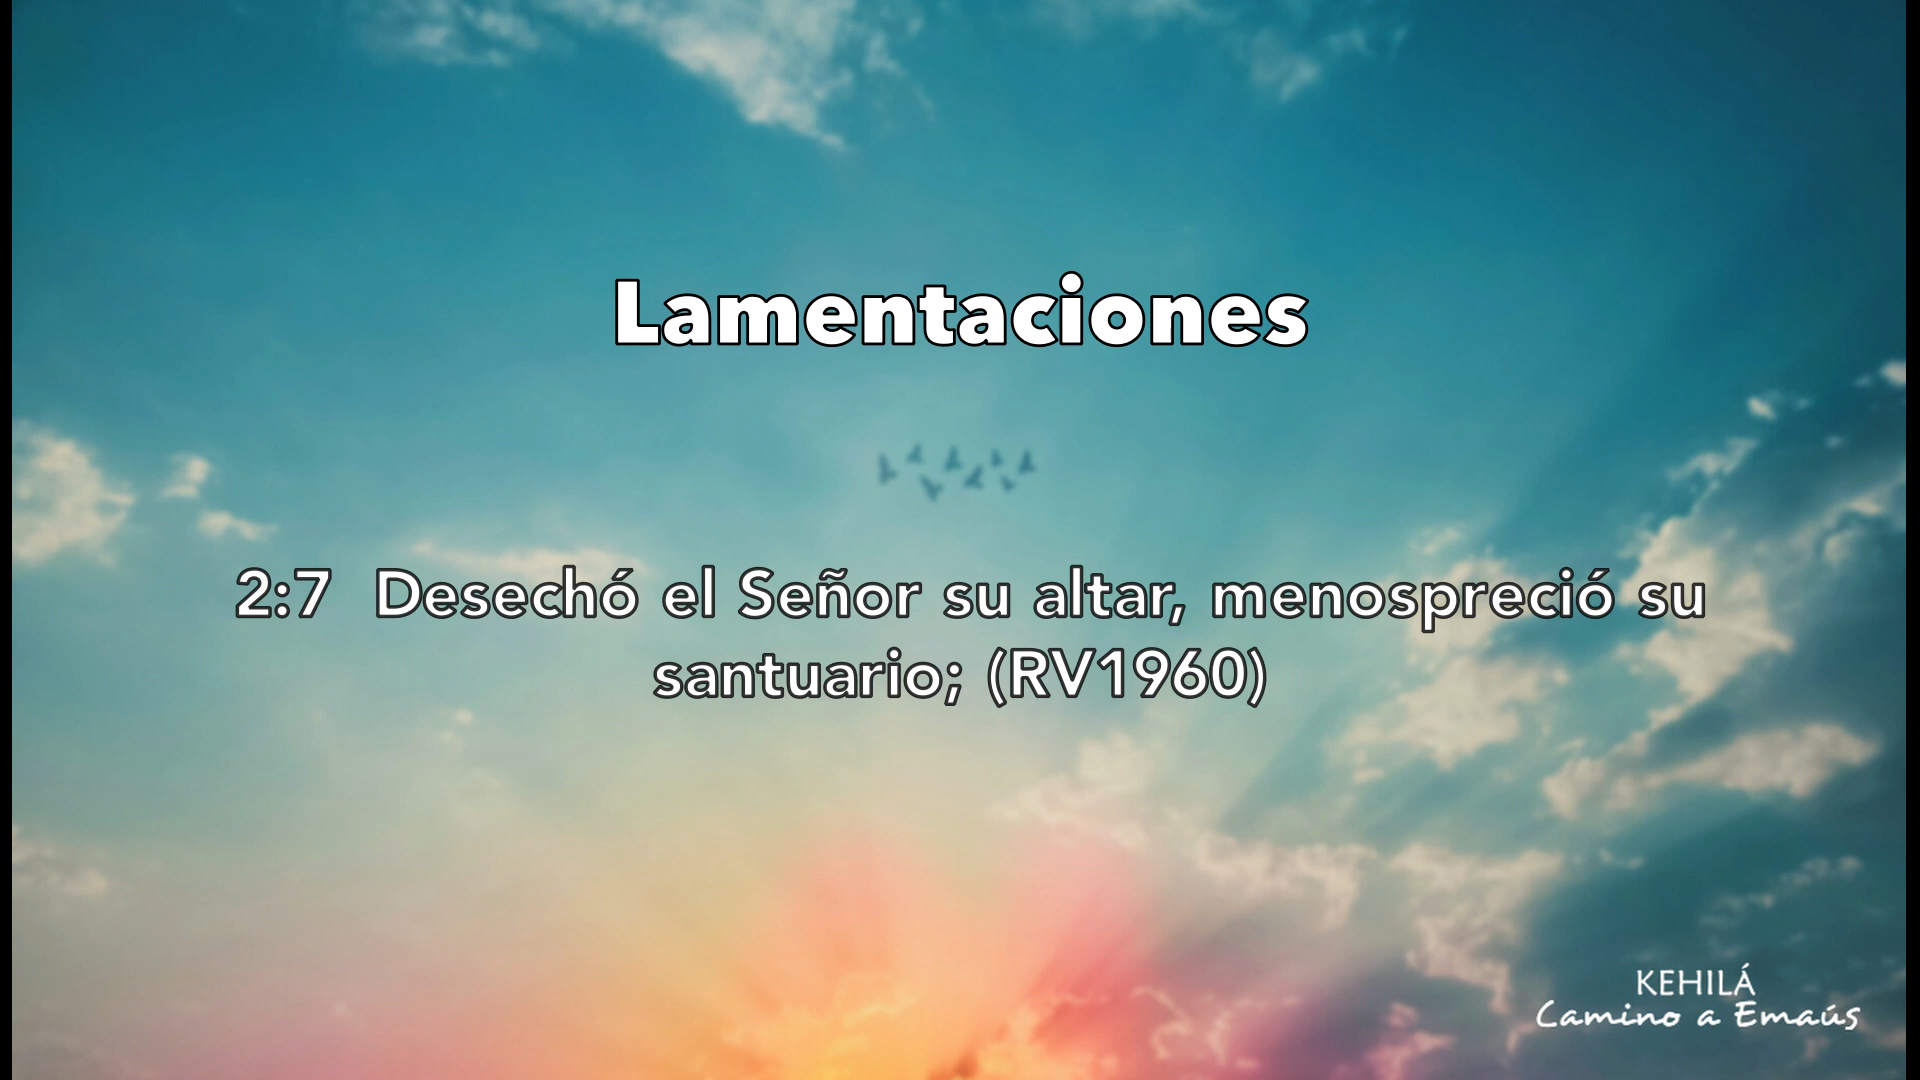 Lamentaciones
2:7 Desechó el Señor su altar, menospreció su
santuario; (RV1960)
KEHILÁ
Camino a Emaús